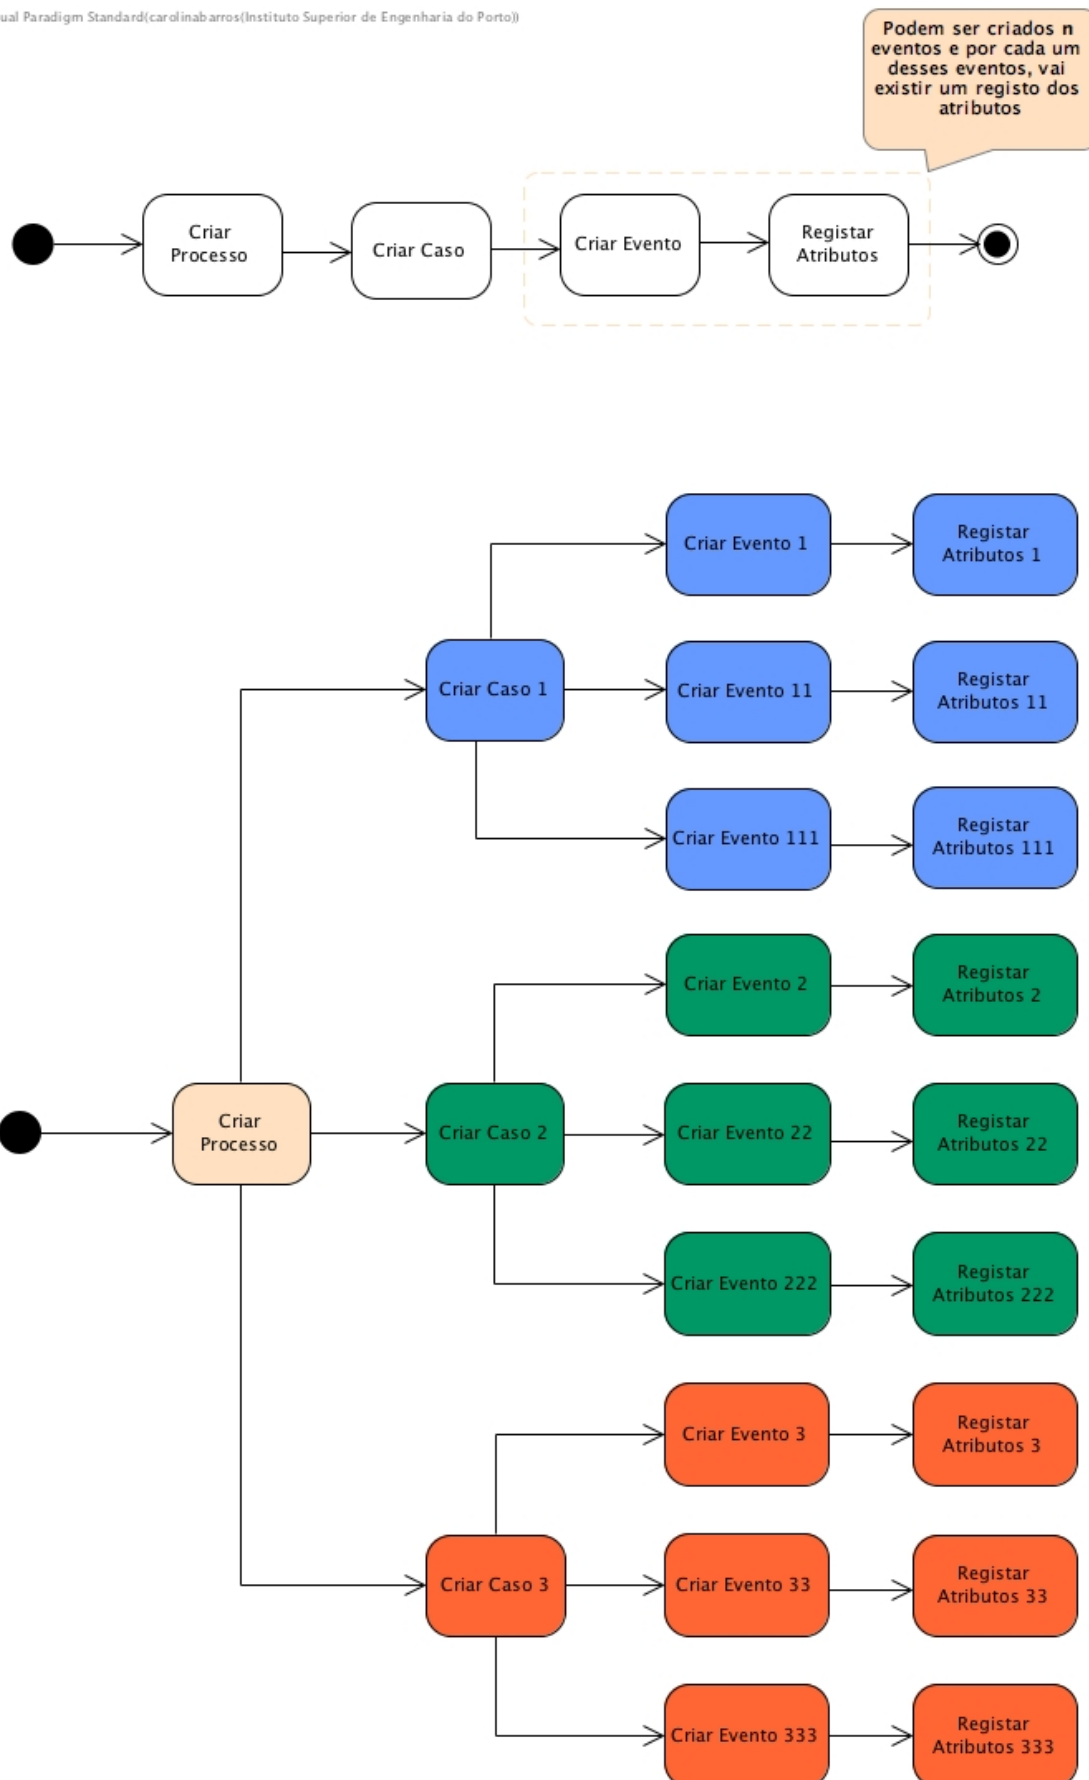 ual Paradigm Standard(carolinabarros(Instituto Superior de Engenharia do Porto))
Podem ser criados n
eventos e por cada um
desses eventos, vai
existir um registo dos
atributos
Criar
Processo
Criar Caso
Criar Evento
Registar
Atributos
Criar Evento 1
Registar
Atributos 1
Criar Caso 1
Criar Evento 11
Registar
Atributos 11
Criar Evento 111
Registar
Atributos 111
Criar Evento 2
Registar
Atributos 2
Criar
Processo
Criar Caso 2
Criar Evento 22
Registar
Atributos 22
Criar Evento 222
Registar
Atributos 222
Criar Evento 3
Registar
Atributos 3
Criar Caso 3
Criar Evento 33
Registar
Atributos 33
Criar Evento 333
Registar
Atributos 333